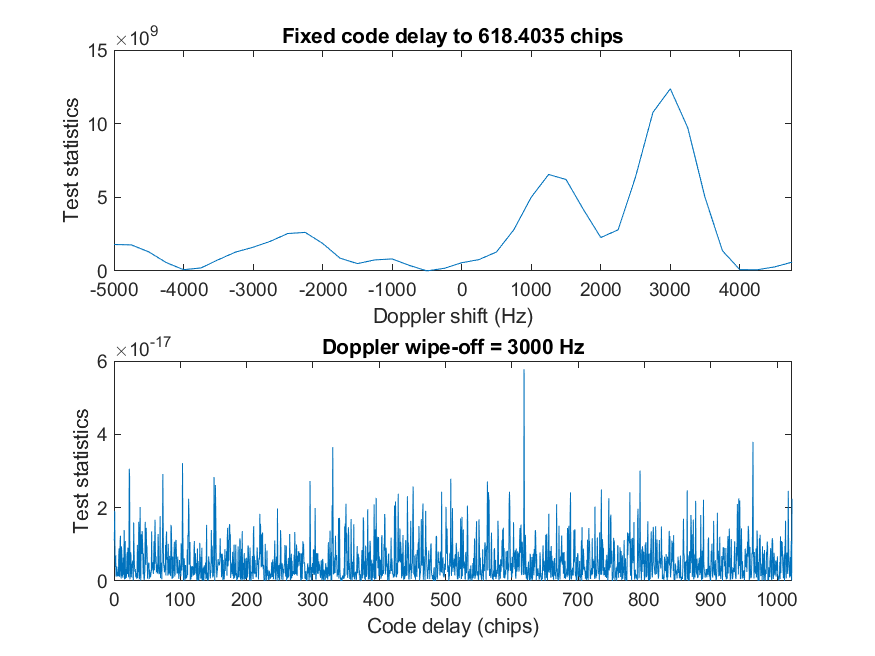 ×10^9
Fixed code delay to 618.4035 chips
15
10
5
0
Test statistics
-5000 -4000 -3000 -2000 -1000 0 1000 2000 3000 4000
Doppler shift (Hz)
×10^-17
Doppler wipe-off = 3000 Hz
6
4
2
0
Test statistics
0 100 200 300 400 500 600 700 800 900 1000
Code delay (chips)